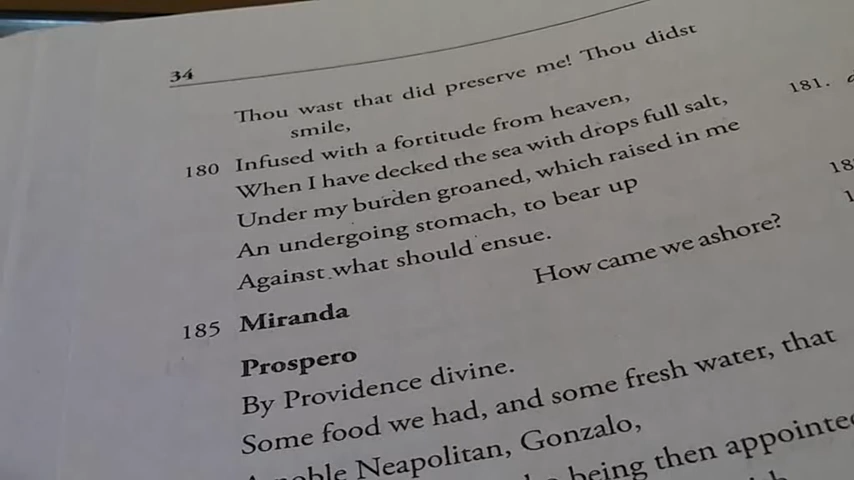 34
Thou wast that did preserve me! Thou didst
smile,
180 Infused with a fortitude from heaven,
When I have decked the sea with drops full salt,
Under my burden groaned, which raised in me
An undergoing stomach, to bear up
Against what should ensue.
185 Miranda
How came we ashore?
Prospero
By Providence divine.
Some food we had, and some fresh water, that
noble Neapolitan, Gonzalo,
being then appointed
181.